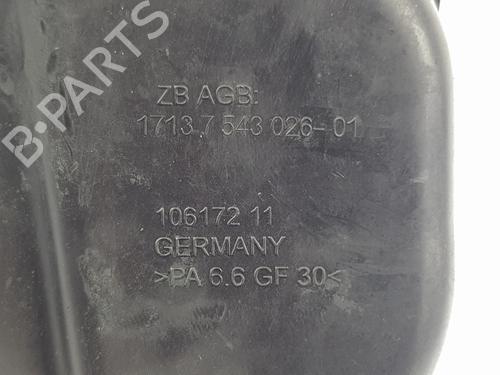 ZB AGB:
1713.7 543 026-01
106172 11
GERMANY
>PA 6.6 GF 30<
B-PARTS